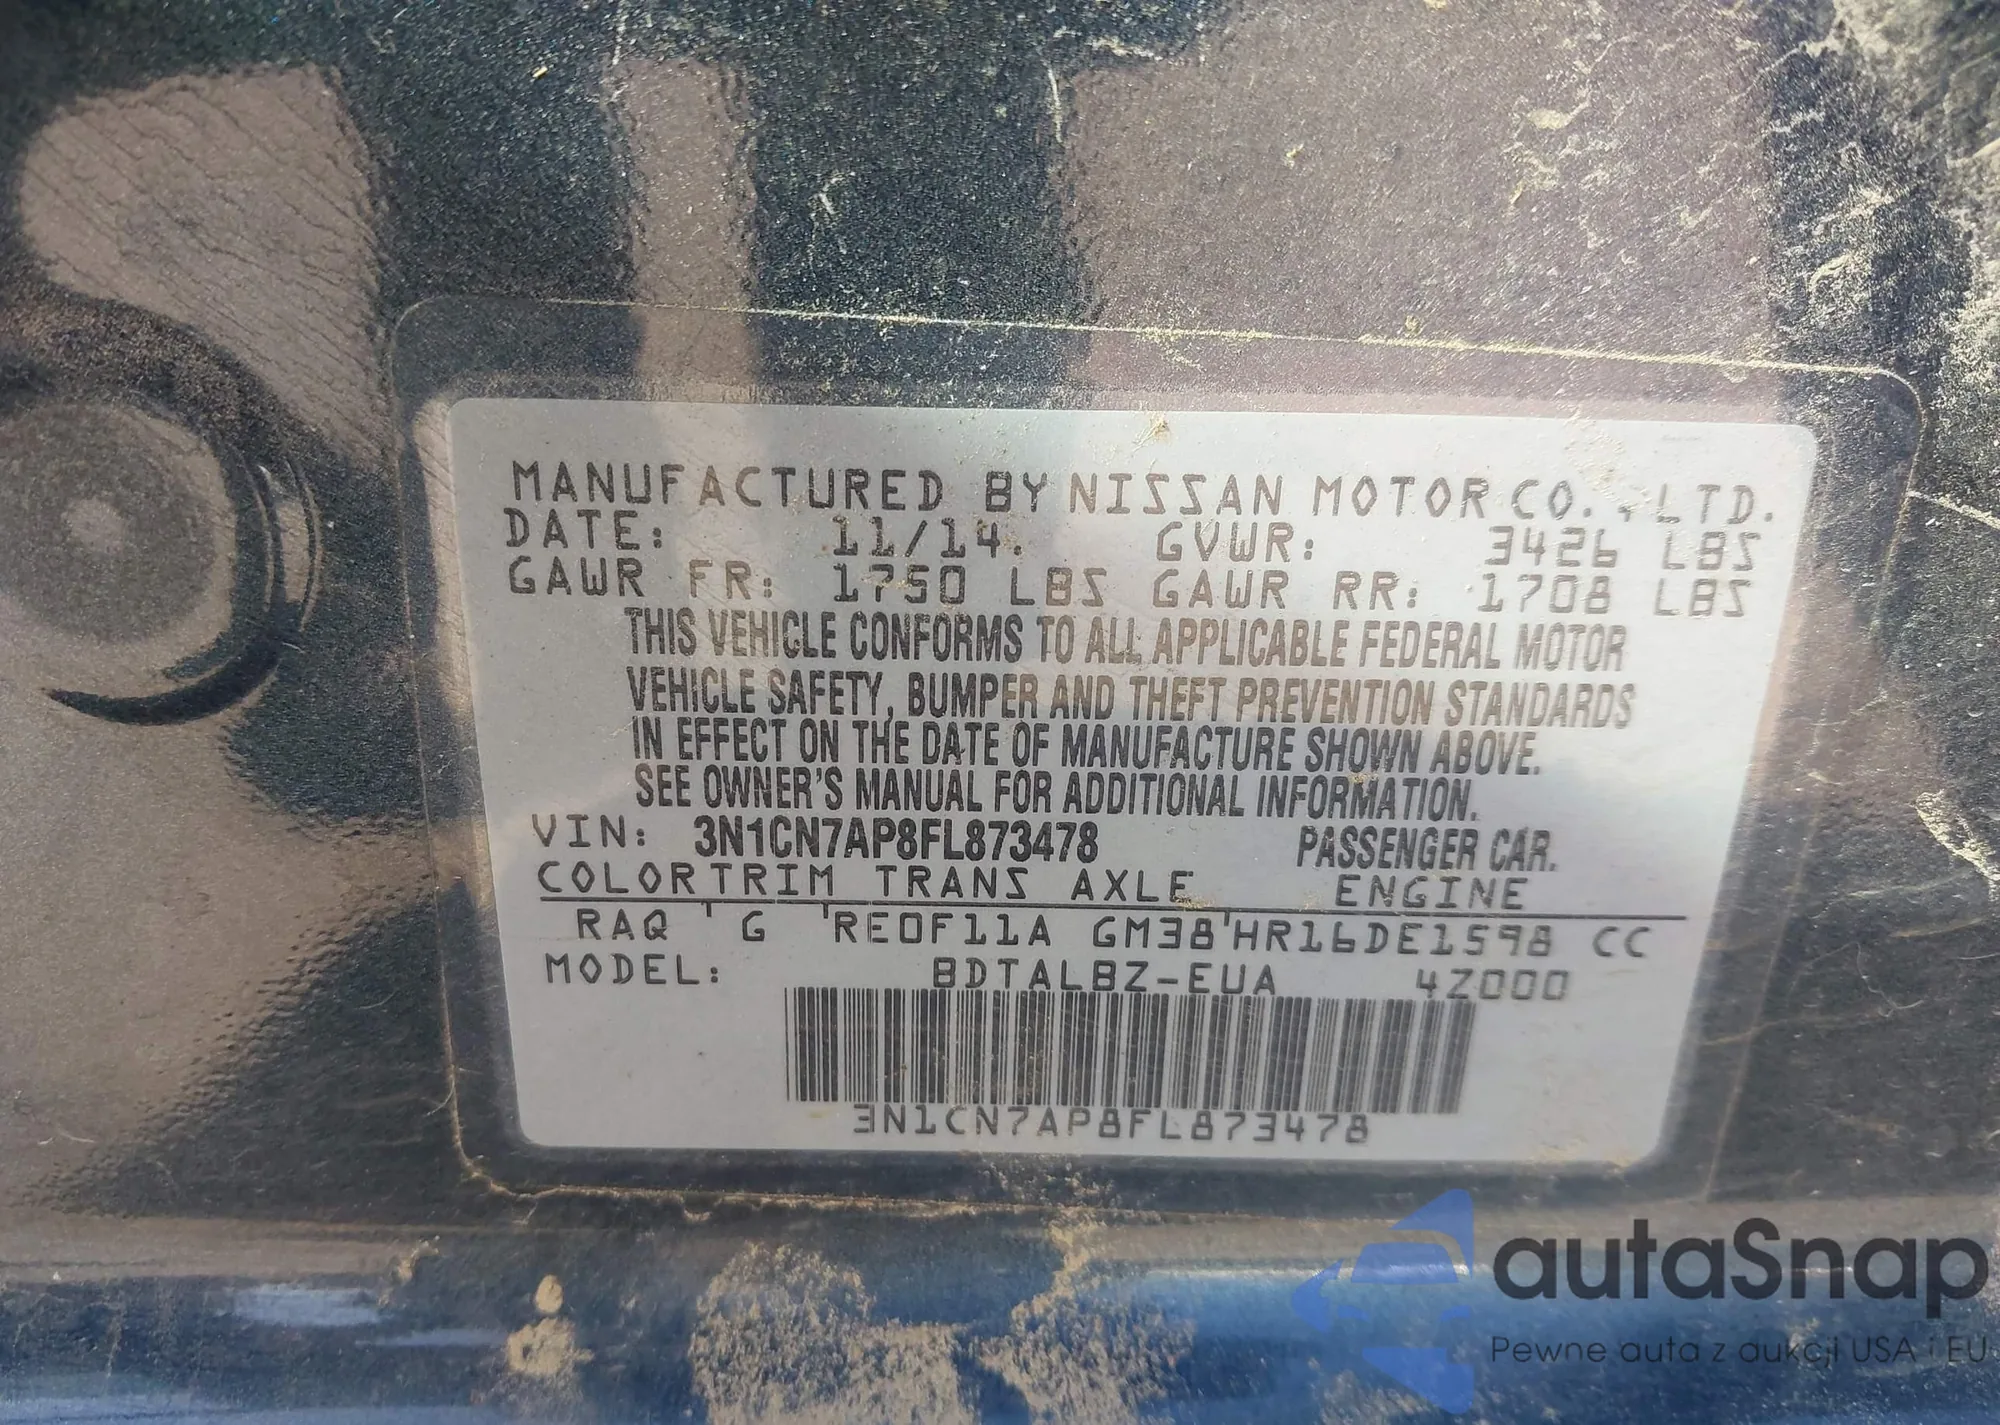 MANUFACTURED BY NISSAN MOTOR CO., LTD.
DATE: 11/14. GVWR: 3426 LBS
GAWR FR: 1750 LBS GAWR RR: 1708 LBS
THIS VEHICLE CONFORMS TO ALL APPLICABLE FEDERAL MOTOR
VEHICLE SAFETY, BUMPER AND THEFT PREVENTION STANDARDS
IN EFFECT ON THE DATE OF MANUFACTURE SHOWN ABOVE.
SEE OWNER'S MANUAL FOR ADDITIONAL INFORMATION.
VIN: 3N1CN7AP8FL873478 PASSENGER CAR.
COLOR TRIM TRANS AXLE ENGINE
RAQ ' G 'RE0F11A GM38'HR16DE1598 CC
MODEL: BDTALBZ-EUA 4Z000
3N1CN7AP8FL873478
autaSnap
Pewne auta z aukcji USA i EU